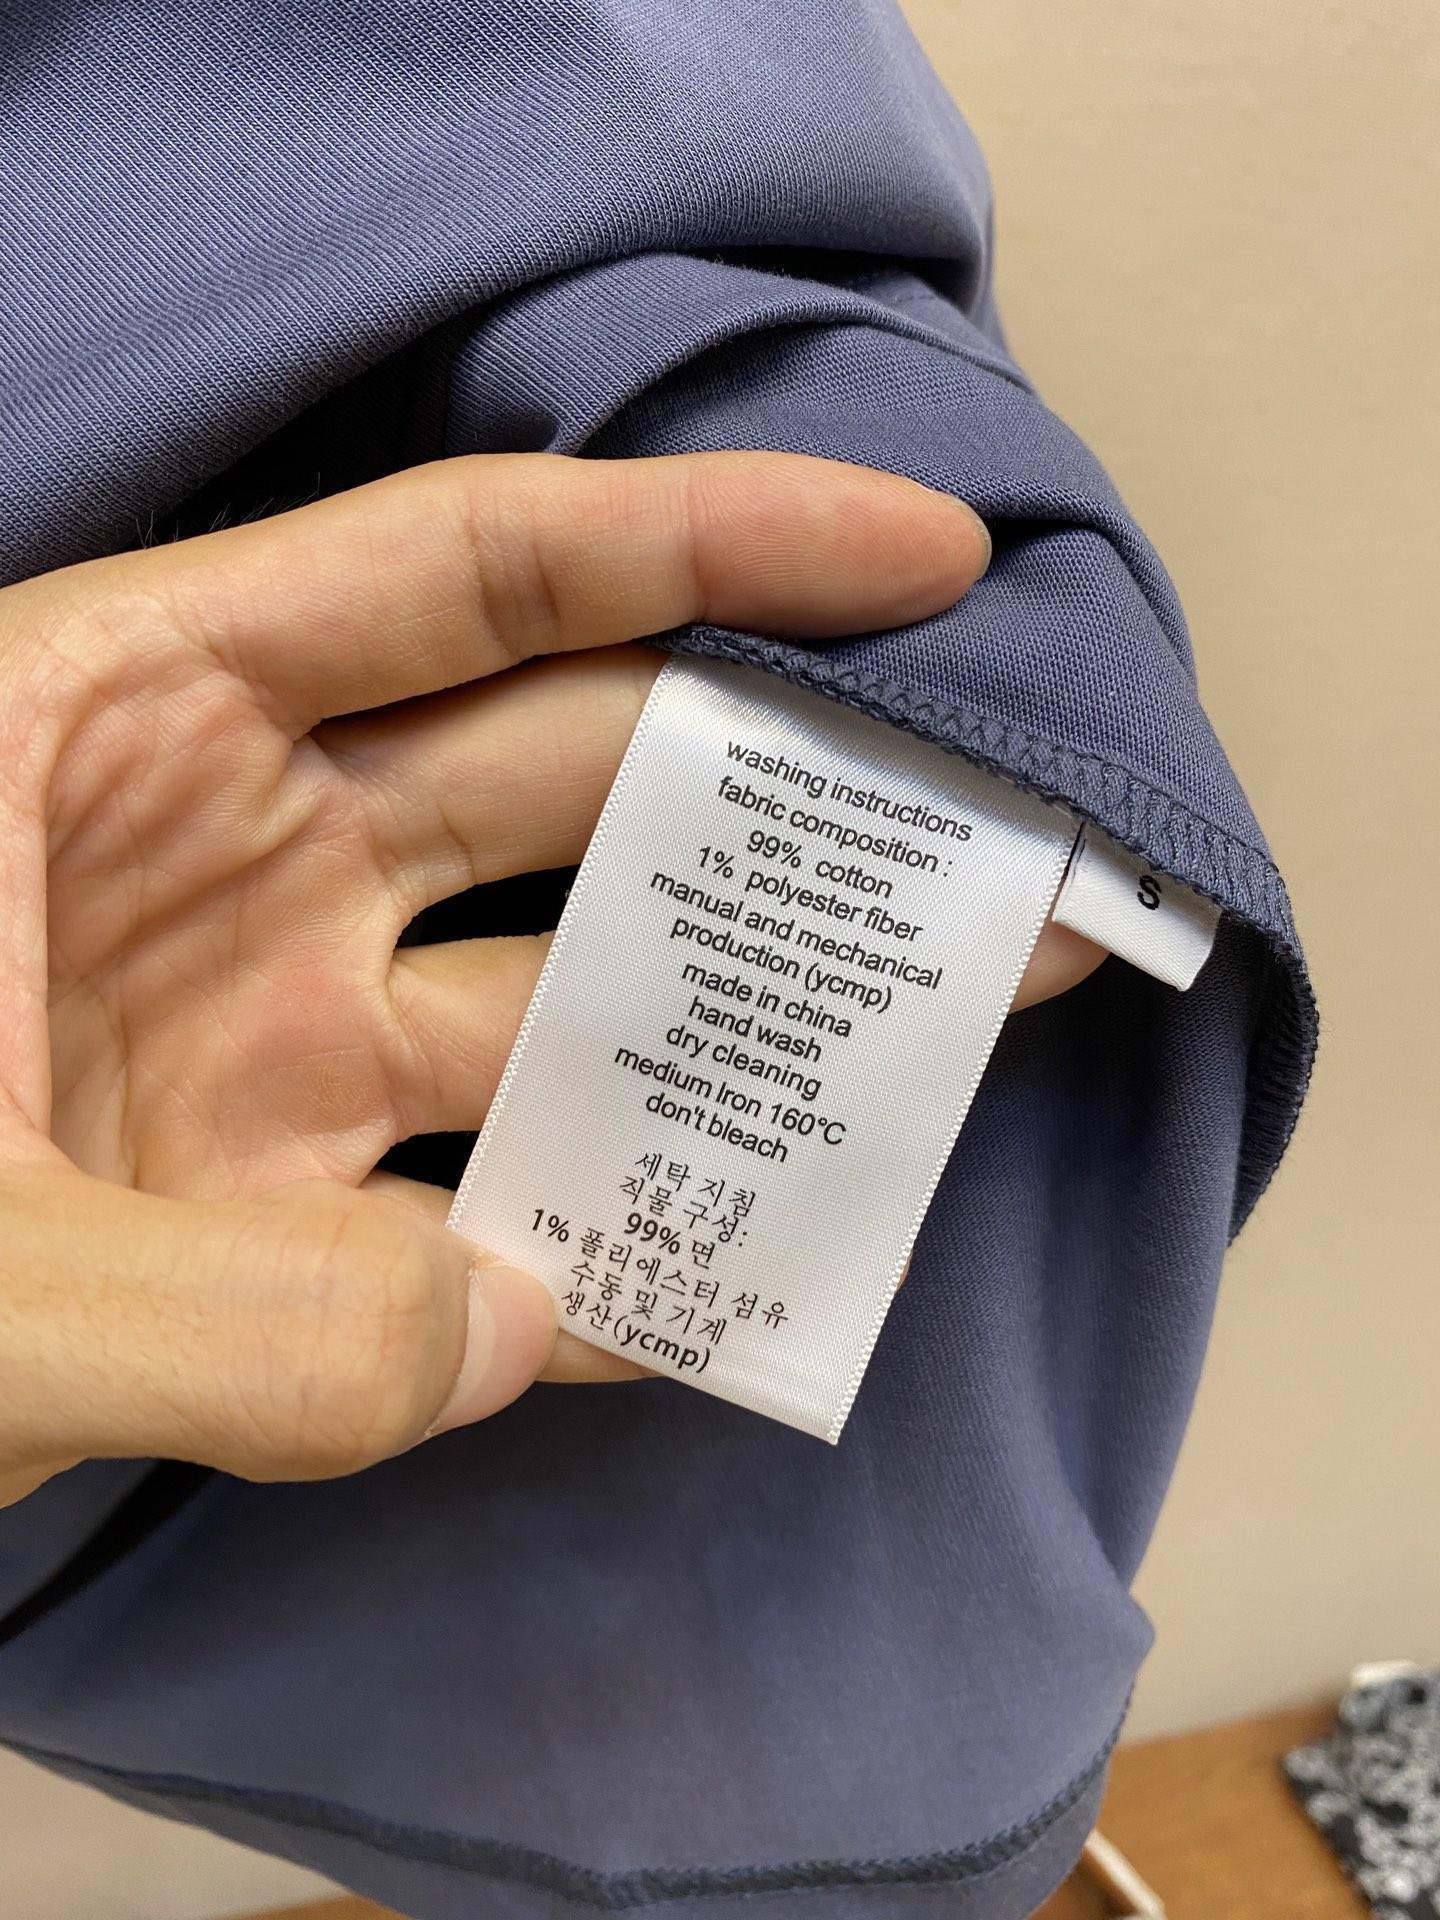 washing instructions
fabric composition :
99% cotton
1% polyester fiber
manual and mechanical
production (ycmp)
made in china
hand wash
dry cleaning
medium Iron 160°C
don't bleach
세탁 지침
직물 구성:
99% 면
1% 폴리에스터 섬유
수동 및 기계
생산(ycmp)
S